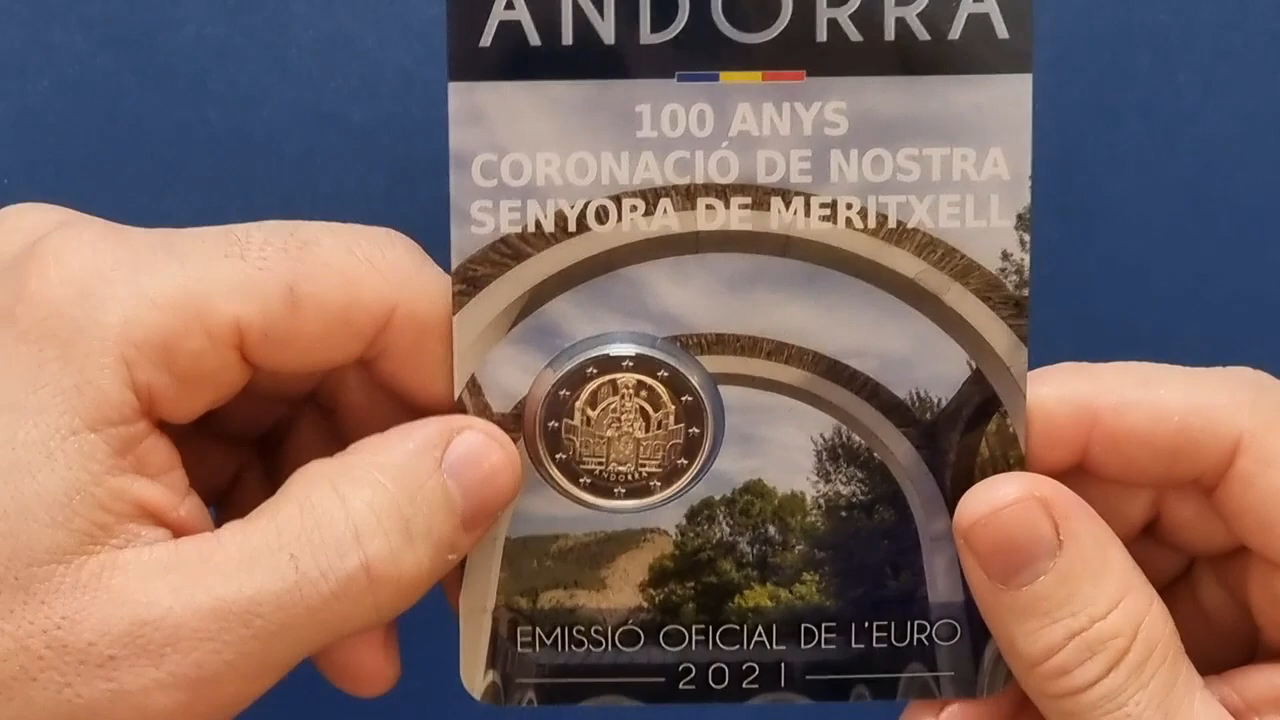 ANDORRA
100 ANYS
CORONACIÓ DE NOSTRA
SENYORA DE MERITXELL
ANDORRA
EMISSIÓ OFICIAL DE L'EURO
2021